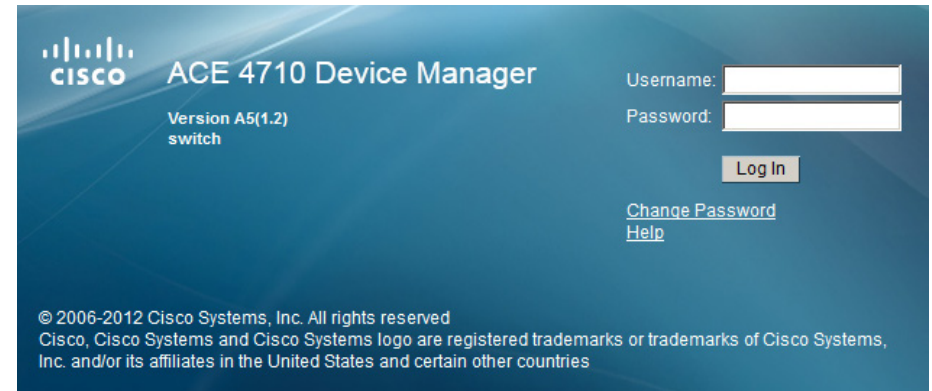 CISCO
ACE 4710 Device Manager
Version A5(1.2)
switch
Username:
Password:
Log In
Change Password
Help
© 2006-2012 Cisco Systems, Inc. All rights reserved
Cisco, Cisco Systems and Cisco Systems logo are registered trademarks or trademarks of Cisco Systems,
Inc. and/or its affiliates in the United States and certain other countries